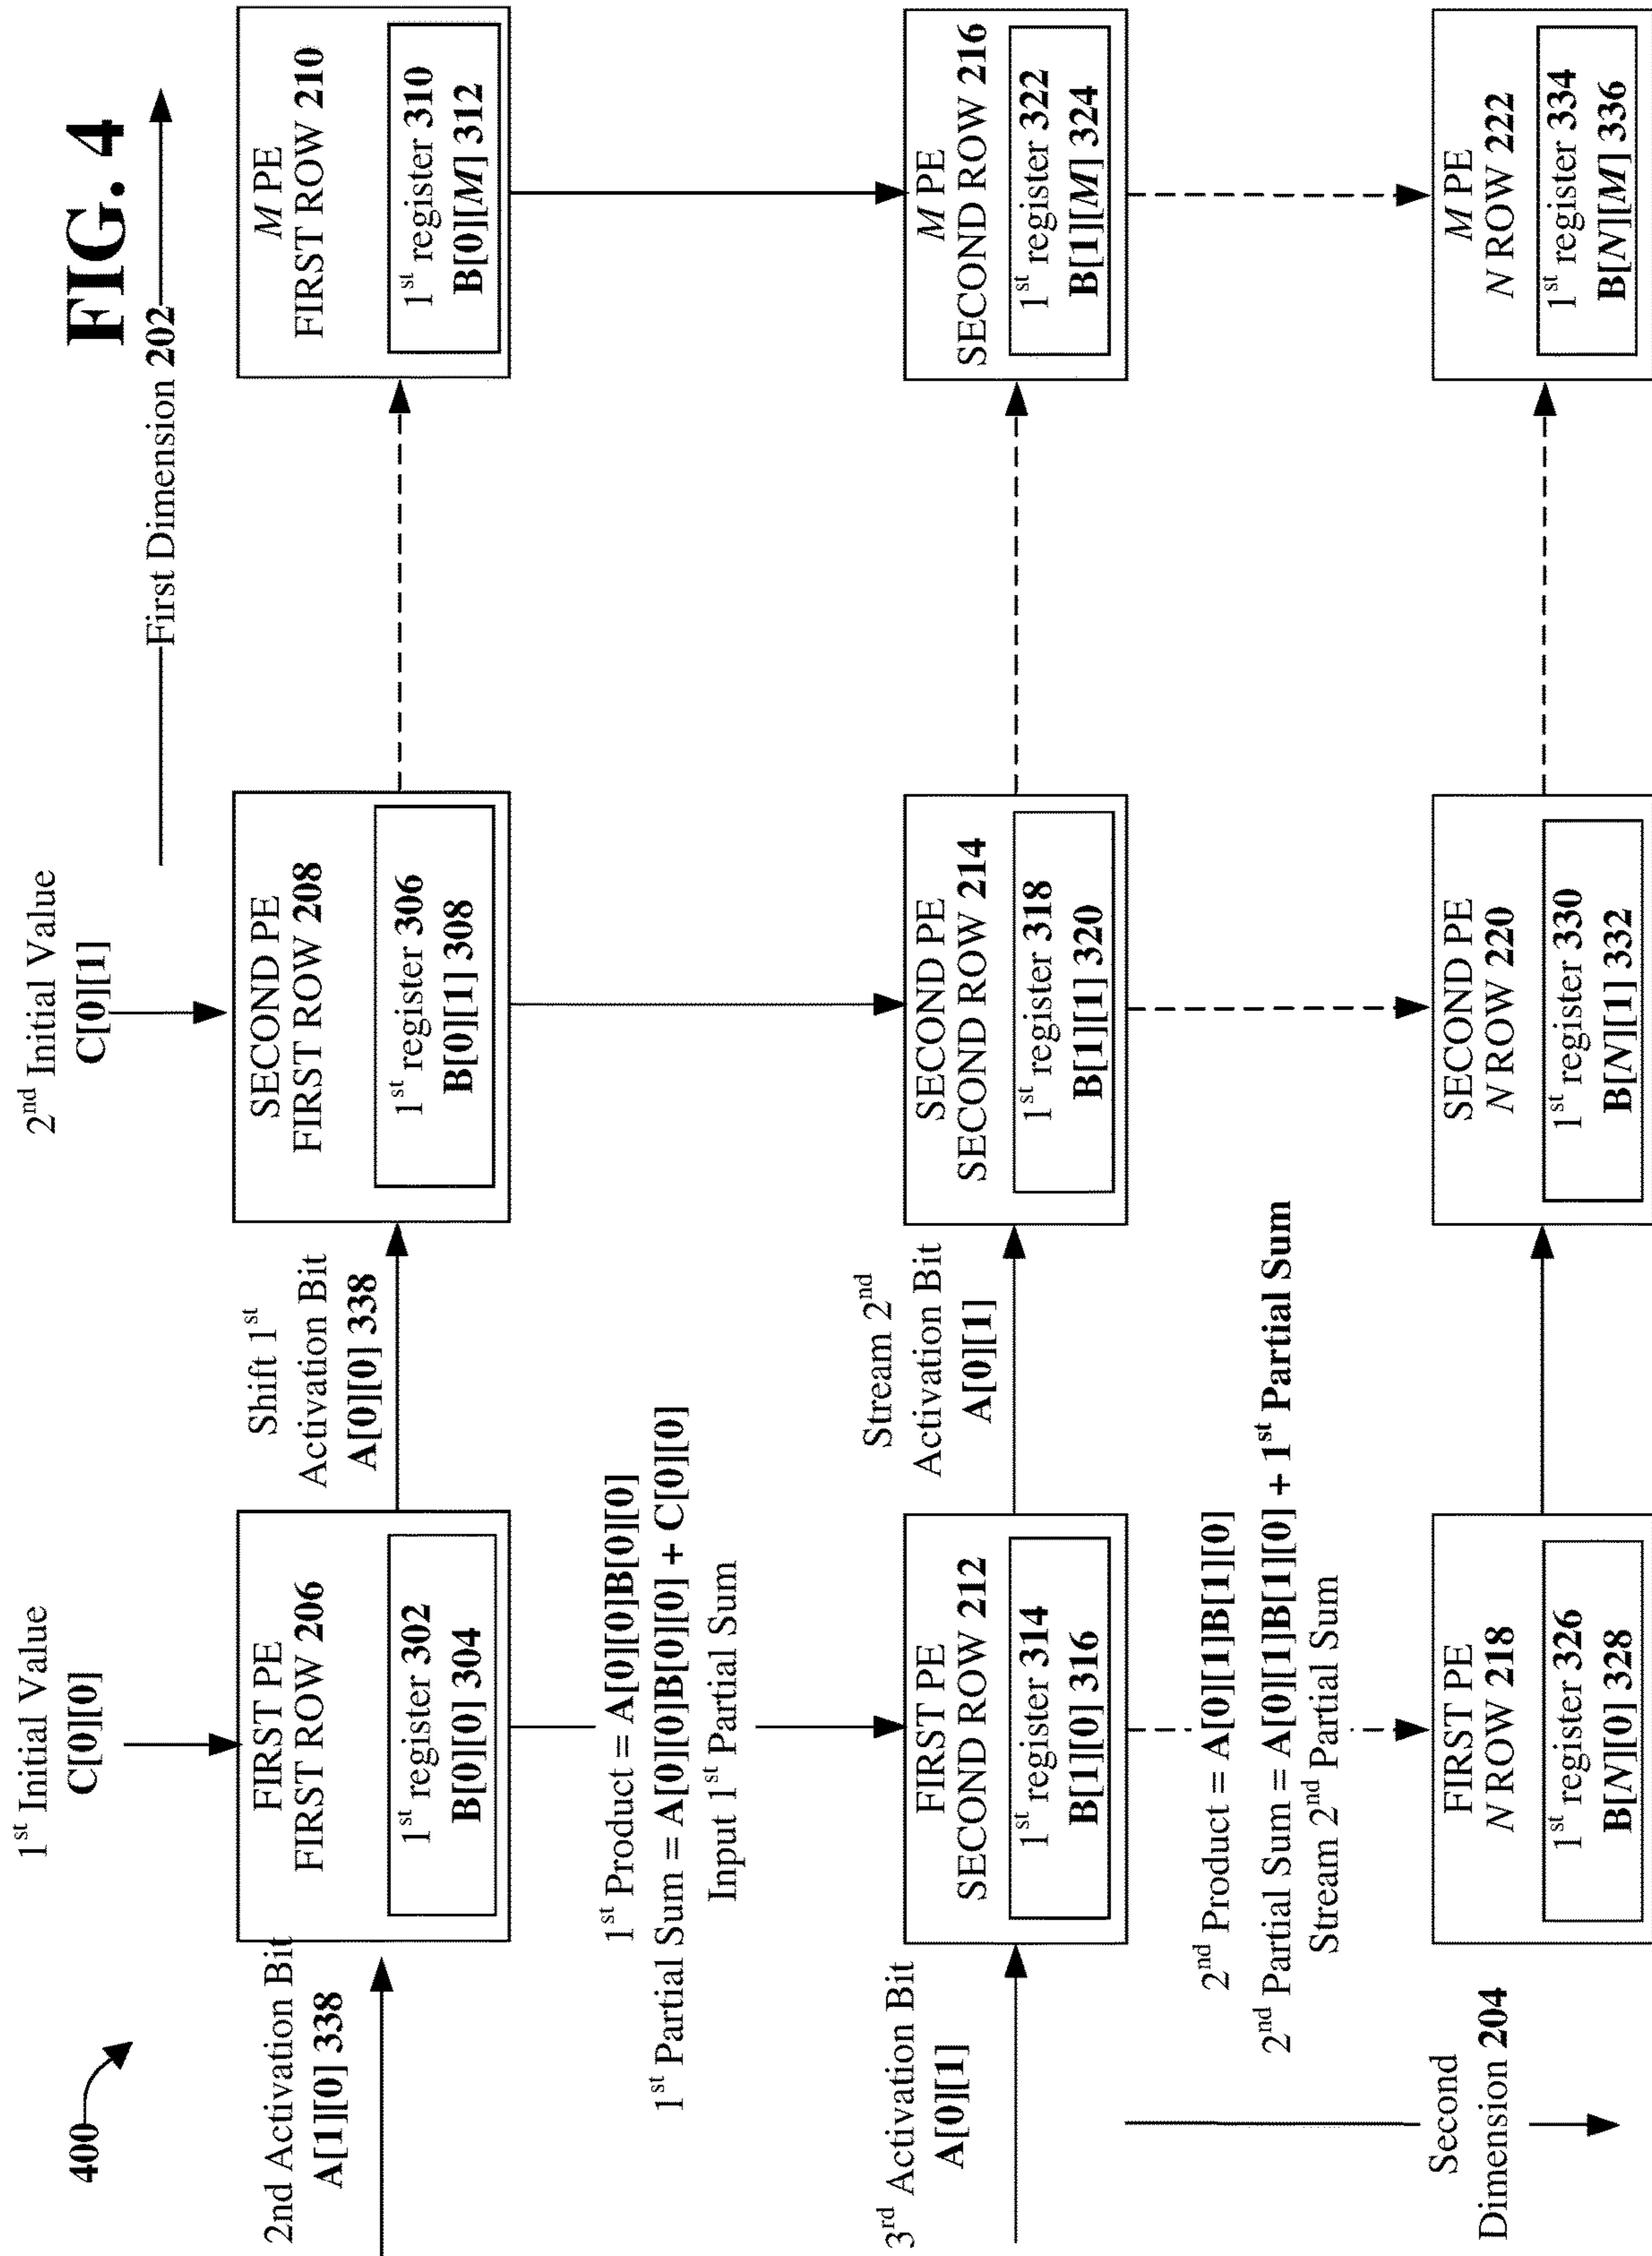 FIG. 4
400
1st Initial Value
C[0][0]
2nd Initial Value
C[0][1]
First Dimension 202
2nd Activation Bit
A[1][0] 338
FIRST PE
FIRST ROW 206
1st register 302
B[0][0] 304
Shift 1st
Activation Bit
A[0][0] 338
SECOND PE
FIRST ROW 208
1st register 306
B[0][1] 308
M PE
FIRST ROW 210
1st register 310
B[0][M] 312
1st Product = A[0][0]B[0][0]
1st Partial Sum = A[0][0]B[0][0] + C[0][0]
Input 1st Partial Sum
3rd Activation Bit
A[0][1]
FIRST PE
SECOND ROW 212
1st register 314
B[1][0] 316
Stream 2nd
Activation Bit
A[0][1]
SECOND PE
SECOND ROW 214
1st register 318
B[1][1] 320
M PE
SECOND ROW 216
1st register 322
B[1][M] 324
2nd Product = A[0][1]B[1][0]
2nd Partial Sum = A[0][1]B[1][0] + 1st Partial Sum
Stream 2nd Partial Sum
Second
Dimension 204
FIRST PE
N ROW 218
1st register 326
B[N][0] 328
SECOND PE
N ROW 220
1st register 330
B[N][1] 332
M PE
N ROW 222
1st register 334
B[N][M] 336